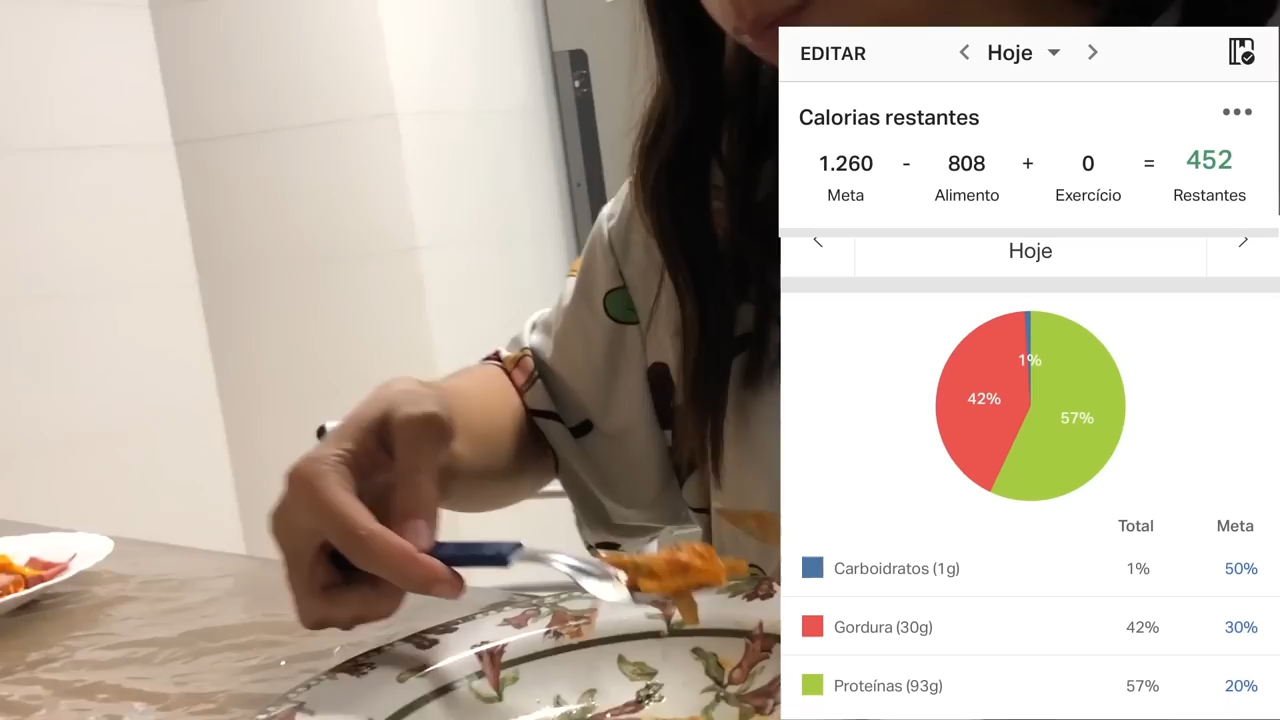 EDITAR Hoje
Calorias restantes
1.260 - 808 + 0 = 452
Meta Alimento Exercício Restantes
Hoje
1%
42%
57%
Total Meta
Carboidratos (1g) 1% 50%
Gordura (30g) 42% 30%
Proteínas (93g) 57% 20%